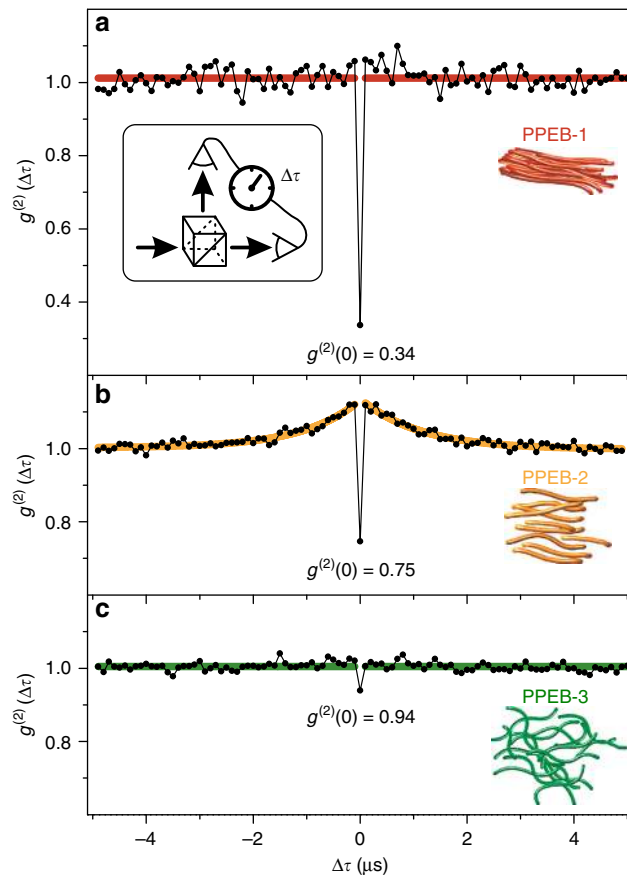 a
g(2) (Δτ)
1.0
0.8
0.6
0.4
Δτ
PPEB-1
g(2)(0) = 0.34
b
g(2) (Δτ)
1.0
0.8
PPEB-2
g(2)(0) = 0.75
c
g(2) (Δτ)
1.0
0.8
PPEB-3
g(2)(0) = 0.94
–4
–2
0
2
4
Δτ (μs)